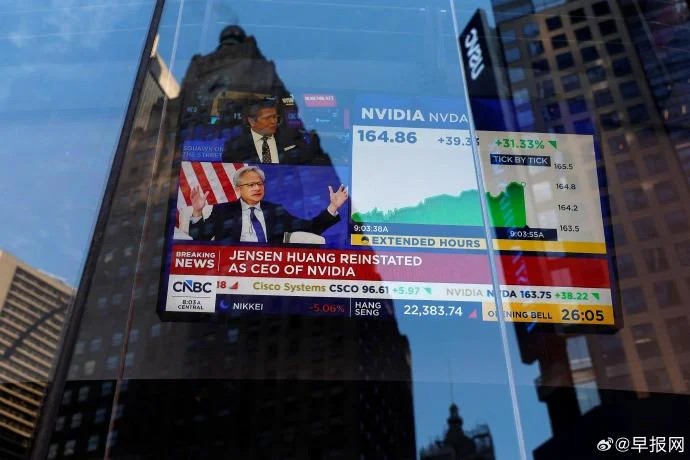 NVIDIA NVDA
164.86 +39.33 +31.33%
TICK BY TICK
165.5
164.8
164.2
163.5
9:03:38A 9:03:55A
EXTENDED HOURS
SQUAWK ON
THE STREET
BREAKING
NEWS
JENSEN HUANG REINSTATED
AS CEO OF NVIDIA
CNBC
8:03A
CENTRAL
Cisco Systems CSCO 96.61 +5.97 NVIDIA NVDA 163.75 +38.22
NIKKEI -5.06% HANG
SENG 22,383.74
OPENING BELL 26:05
@早报网